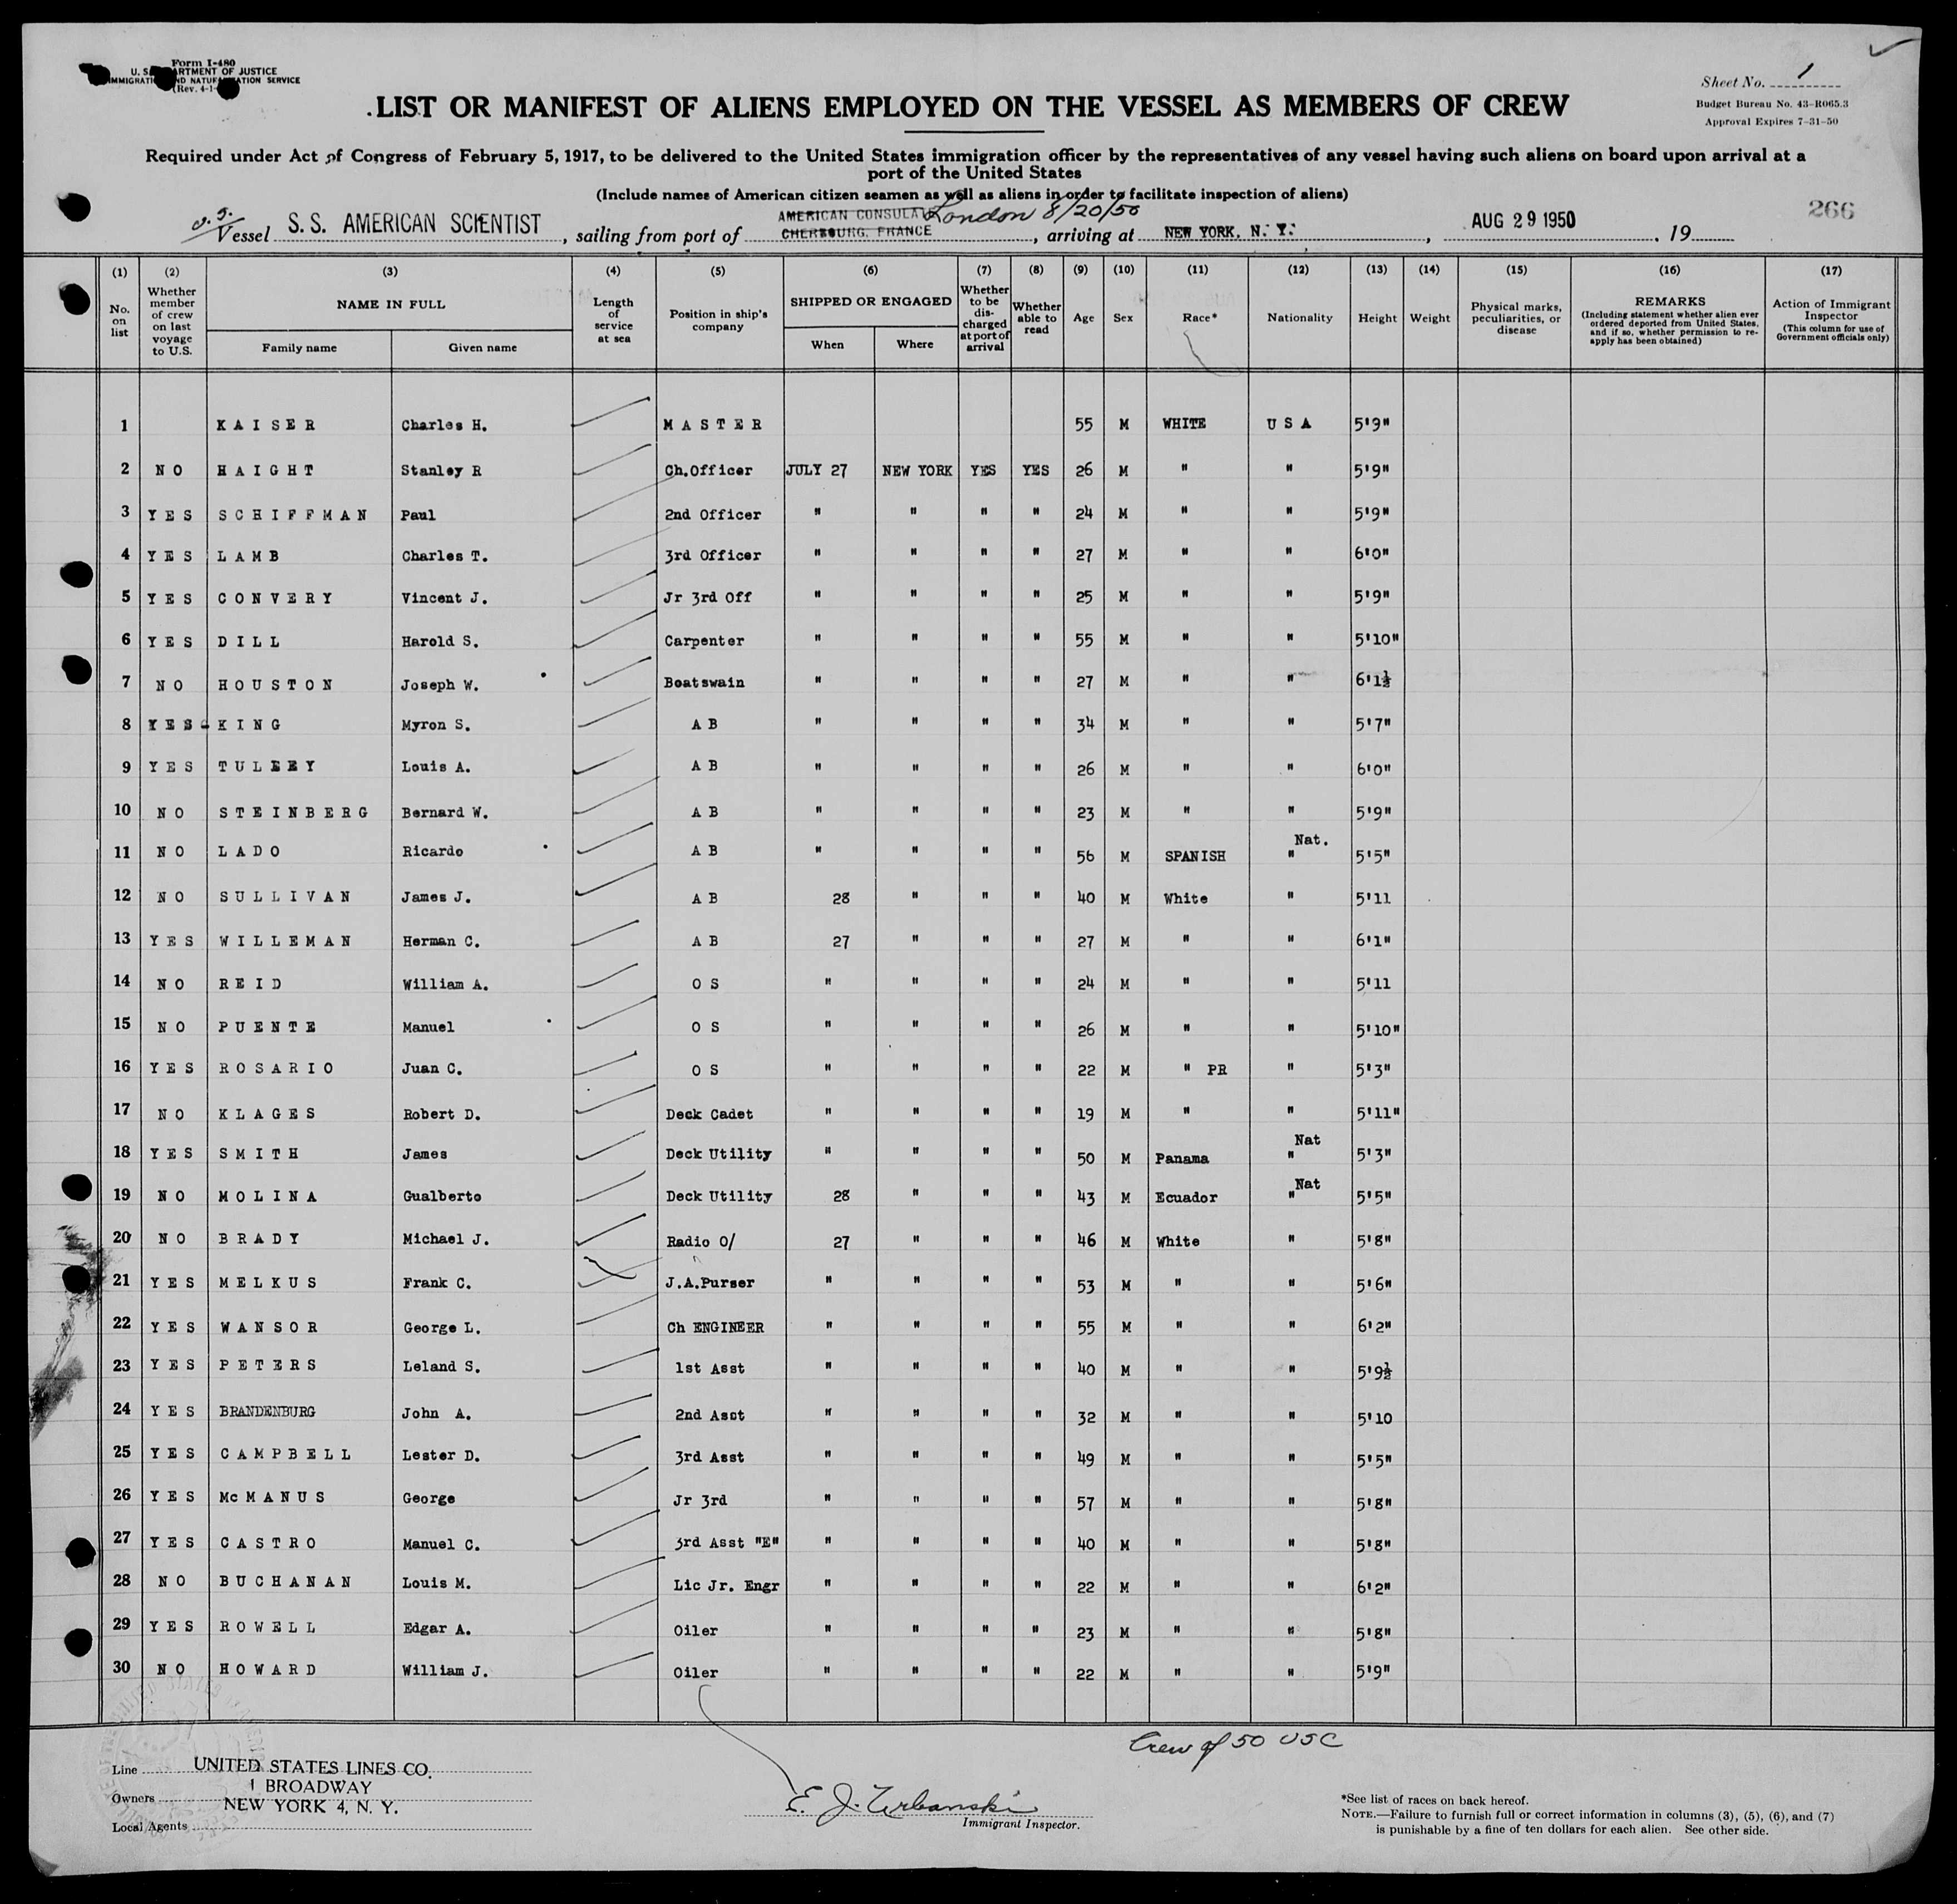 Form I-480
U. S. DEPARTMENT OF JUSTICE
IMMIGRATION AND NATURALIZATION SERVICE
(Rev. 4-1-
Sheet No. 1
Budget Bureau No. 43-R065.3
Approval Expires 7-31-50
LIST OR MANIFEST OF ALIENS EMPLOYED ON THE VESSEL AS MEMBERS OF CREW
Required under Act of Congress of February 5, 1917, to be delivered to the United States immigration officer by the representatives of any vessel having such aliens on board upon arrival at a
port of the United States
(Include names of American citizen seamen as well as aliens in order to facilitate inspection of aliens)
266
Vessel S. S. AMERICAN SCIENTIST, sailing from port of AMERICAN CONSULATE CHERBOURG, FRANCE London 8/20/50, arriving at NEW YORK, N. Y., AUG 29 1950, 19
(1) No. on list (2) Whether member of crew on last voyage to U.S. (3) NAME IN FULL Family name Given name (4) Length of service at sea (5) Position in ship's company (6) SHIPPED OR ENGAGED When Where (7) Whether to be discharged at port of arrival (8) Whether able to read (9) Age (10) Sex (11) Race* (12) Nationality (13) Height (14) Weight (15) Physical marks, peculiarities, or disease (16) REMARKS (Including statement whether alien ever ordered deported from United States, and if so, whether permission to reapply has been obtained) (17) Action of Immigrant Inspector (This column for use of Government officials only)
1 KAISER Charles H. MASTER 55 M WHITE USA 5'9"
2 NO HAIGHT Stanley R Ch.Officer JULY 27 NEW YORK YES YES 26 M " " 5'9"
3 YES SCHIFFMAN Paul 2nd Officer " " " " 24 M " " 5'9"
4 YES LAMB Charles T. 3rd Officer " " " " 27 M " " 6'0"
5 YES CONVERY Vincent J. Jr 3rd Off " " " " 25 M " " 5'9"
6 YES DILL Harold S. Carpenter " " " " 55 M " " 5'10"
7 NO HOUSTON Joseph W. Boatswain " " " " 27 M " " 6'1½
8 YES KING Myron S. AB " " " " 34 M " " 5'7"
9 YES TULEEY Louis A. AB " " " " 26 M " " 6'0"
10 NO STEINBERG Bernard W. AB " " " " 23 M " " 5'9"
11 NO LADO Ricardo AB " " " " 56 M SPANISH Nat. " 5'5"
12 NO SULLIVAN James J. AB 28 " " " 40 M White " 5'11
13 YES WILLEMAN Herman C. AB 27 " " " 27 M " " 6'1"
14 NO REID William A. OS " " " " 24 M " " 5'11
15 NO PUENTE Manuel OS " " " " 26 M " " 5'10"
16 YES ROSARIO Juan C. OS " " " " 22 M " PR " 5'3"
17 NO KLAGES Robert D. Deck Cadet " " " " 19 M " " 5'11"
18 YES SMITH James Deck Utility " " " " 50 M Panama Nat " 5'3"
19 NO MOLINA Gualberto Deck Utility 28 " " " 43 M Ecuador Nat " 5'5"
20 NO BRADY Michael J. Radio O/ 27 " " " 46 M White " 5'8"
21 YES MELKUS Frank C. J.A.Purser " " " " 53 M " " 5'6"
22 YES WANSOR George L. Ch ENGINEER " " " " 55 M " " 6'2"
23 YES PETERS Leland S. 1st Asst " " " " 40 M " " 5'9½
24 YES BRANDENBURG John A. 2nd Asst " " " " 32 M " " 5'10
25 YES CAMPBELL Lester D. 3rd Asst " " " " 49 M " " 5'5"
26 YES McMANUS George Jr 3rd " " " " 57 M " " 5'8"
27 YES CASTRO Manuel C. 3rd Asst "E" " " " " 40 M " " 5'8"
28 NO BUCHANAN Louis M. Lic Jr. Engr " " " " 22 M " " 6'2"
29 YES ROWELL Edgar A. Oiler " " " " 23 M " " 5'8"
30 NO HOWARD William J. Oiler " " " " 22 M " " 5'9"
Crew of 50 USC
Line UNITED STATES LINES CO.
1 BROADWAY
Owners NEW YORK 4, N. Y.
Local Agents
E. J. Urbanski
Immigrant Inspector.
*See list of races on back hereof.
NOTE.—Failure to furnish full or correct information in columns (3), (5), (6), and (7)
is punishable by a fine of ten dollars for each alien. See other side.